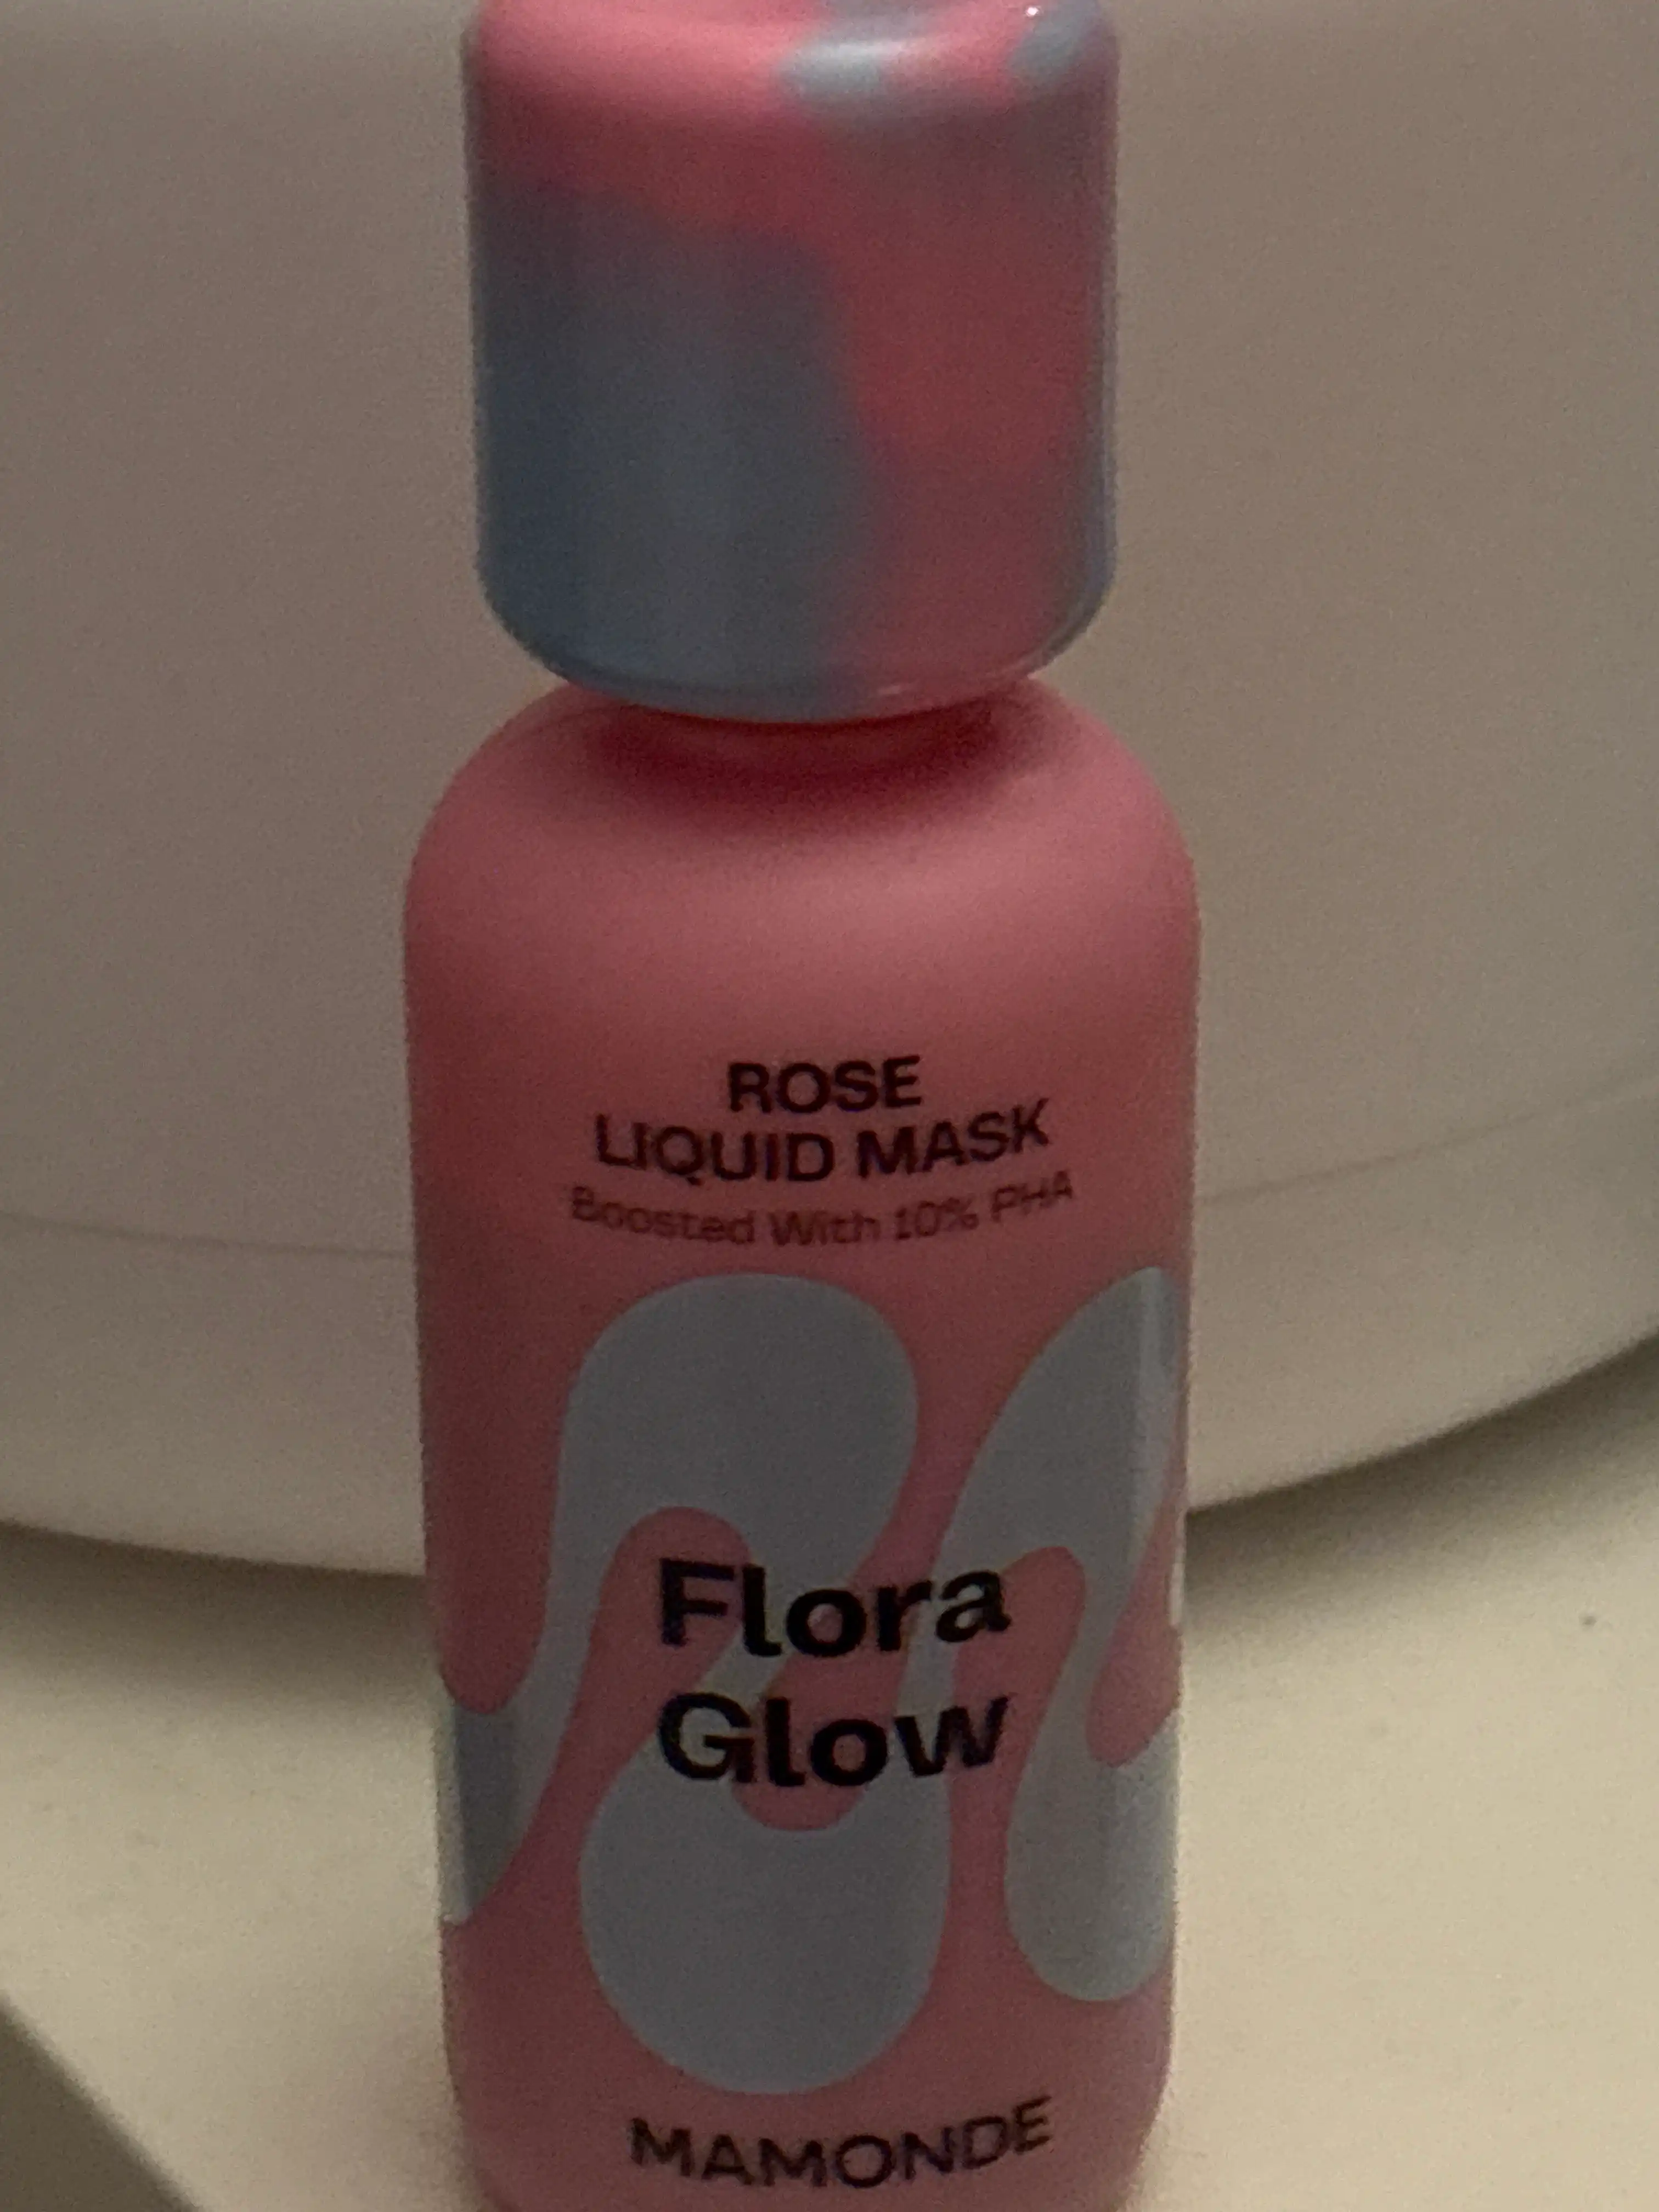 ROSE
LIQUID MASK
Boosted With 10% PHA
Flora
Glow
MAMONDE